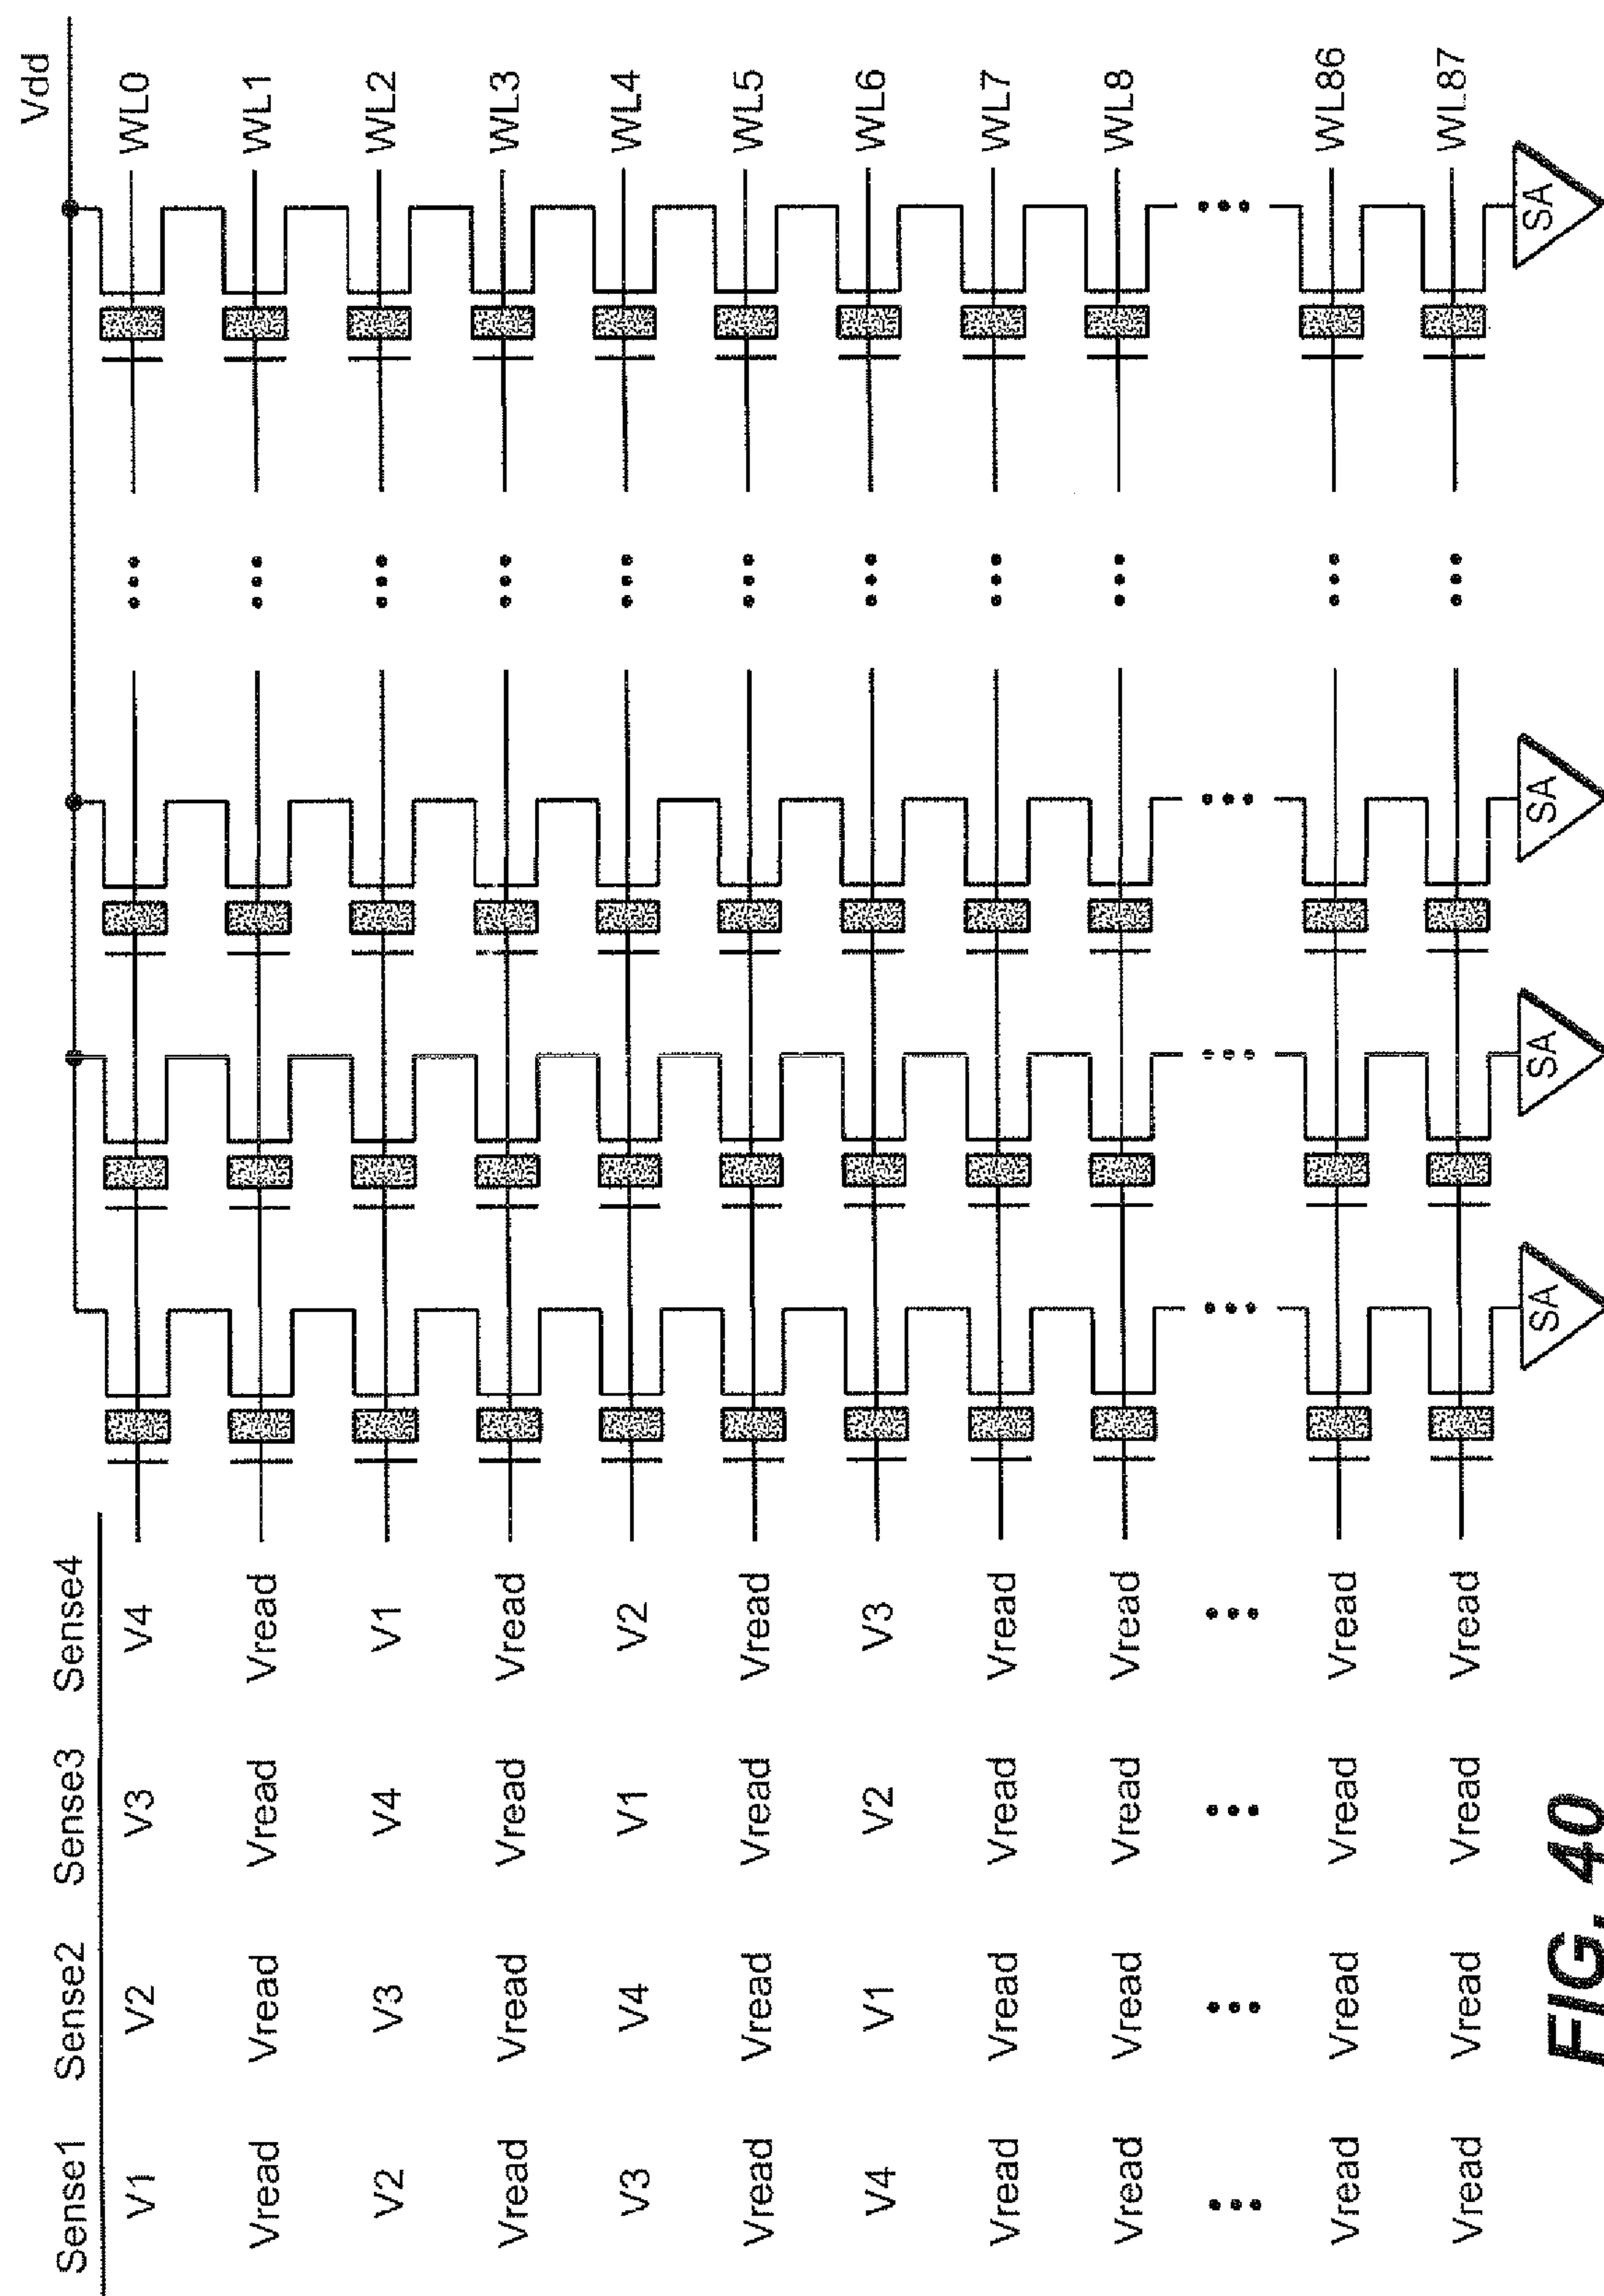 Vdd
Sense1 Sense2 Sense3 Sense4
V1 V2 V3 V4 WL0
Vread Vread Vread Vread WL1
V2 V3 V4 V1 WL2
Vread Vread Vread Vread WL3
V3 V4 V1 V2 WL4
Vread Vread Vread Vread WL5
V4 V1 V2 V3 WL6
Vread Vread Vread Vread WL7
Vread Vread Vread Vread WL8
Vread Vread Vread Vread WL86
Vread Vread Vread Vread WL87
SA SA SA SA
FIG. 40